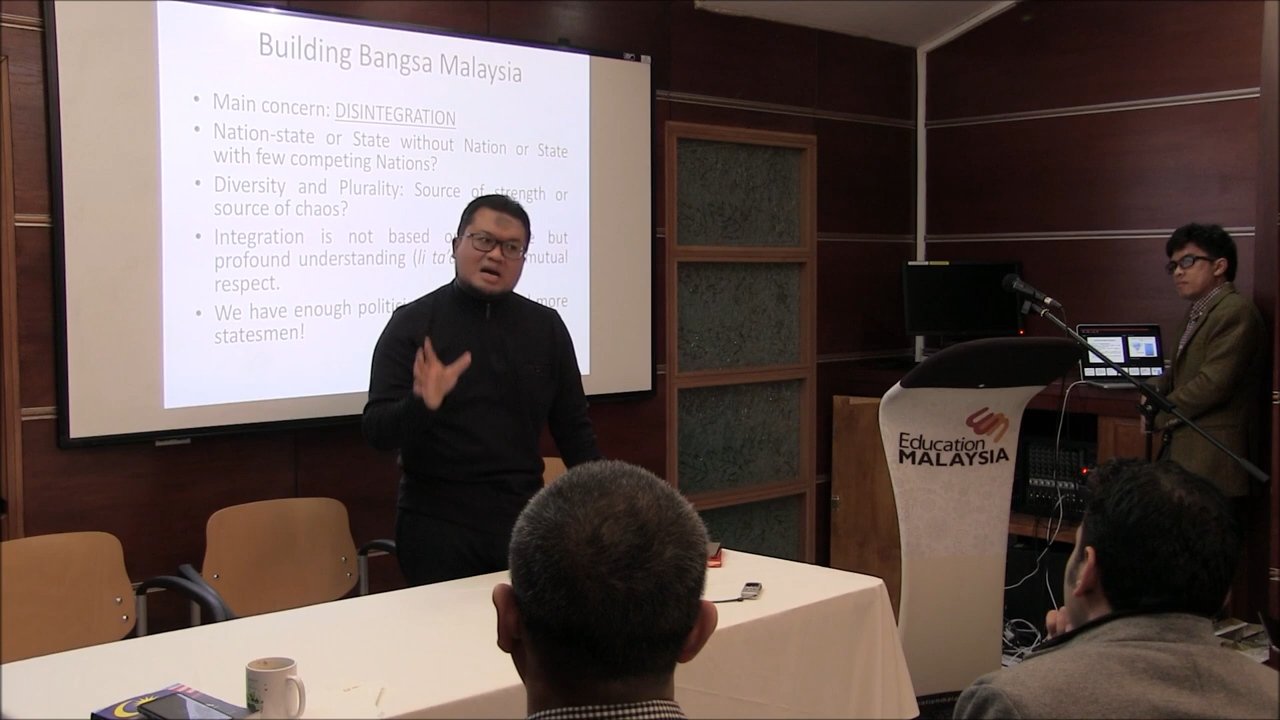 Building Bangsa Malaysia
• Main concern: DISINTEGRATION
• Nation-state or State without Nation or State
with few competing Nations?
• Diversity and Plurality: Source of strength or
source of chaos?
• Integration is not based but
profound understanding (li mutual
respect.
• We have enough more
statesmen!
Education
MALAYSIA